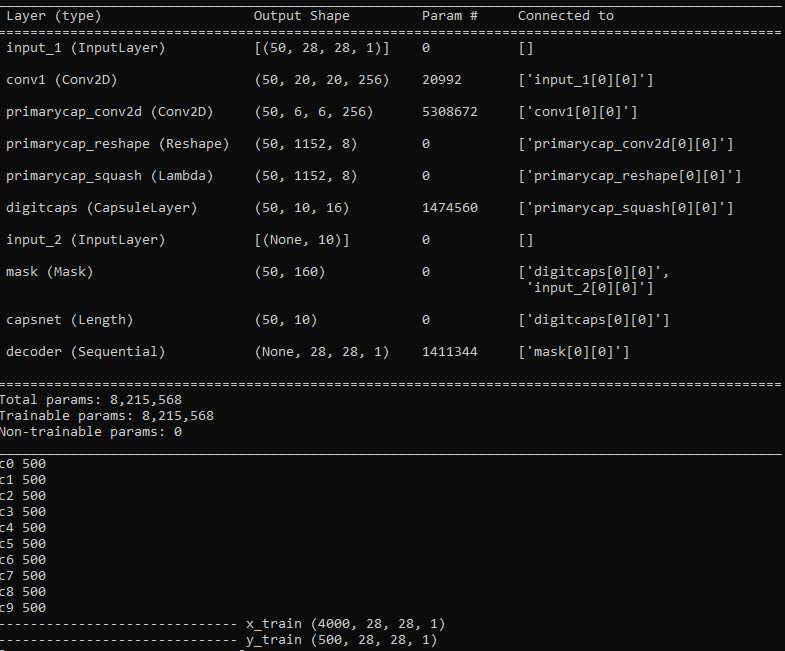 Layer (type) Output Shape Param # Connected to
================================================================================
input_1 (InputLayer) [(50, 28, 28, 1)] 0 []
conv1 (Conv2D) (50, 20, 20, 256) 20992 ['input_1[0][0]']
primarycap_conv2d (Conv2D) (50, 6, 6, 256) 5308672 ['conv1[0][0]']
primarycap_reshape (Reshape) (50, 1152, 8) 0 ['primarycap_conv2d[0][0]']
primarycap_squash (Lambda) (50, 1152, 8) 0 ['primarycap_reshape[0][0]']
digitcaps (CapsuleLayer) (50, 10, 16) 1474560 ['primarycap_squash[0][0]']
input_2 (InputLayer) [(None, 10)] 0 []
mask (Mask) (50, 160) 0 ['digitcaps[0][0]',
'input_2[0][0]']
capsnet (Length) (50, 10) 0 ['digitcaps[0][0]']
decoder (Sequential) (None, 28, 28, 1) 1411344 ['mask[0][0]']
================================================================================
Total params: 8,215,568
Trainable params: 8,215,568
Non-trainable params: 0
c0 500
c1 500
c2 500
c3 500
c4 500
c5 500
c6 500
c7 500
c8 500
c9 500
------------------------------ x_train (4000, 28, 28, 1)
------------------------------ y_train (500, 28, 28, 1)